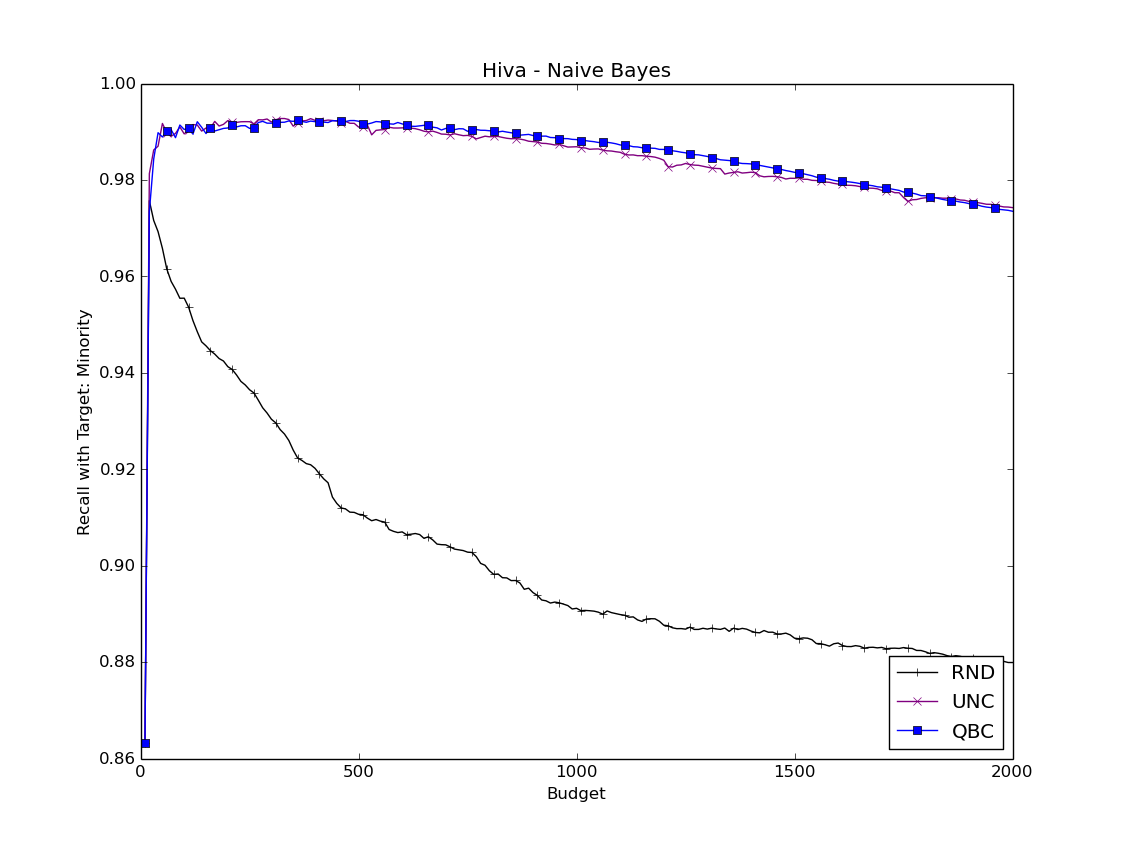 Hiva - Naive Bayes
1.00
0.98
0.96
0.94
0.92
0.90
0.88
0.86
Recall with Target: Minority
0
500
1000
1500
2000
Budget
RND
UNC
QBC